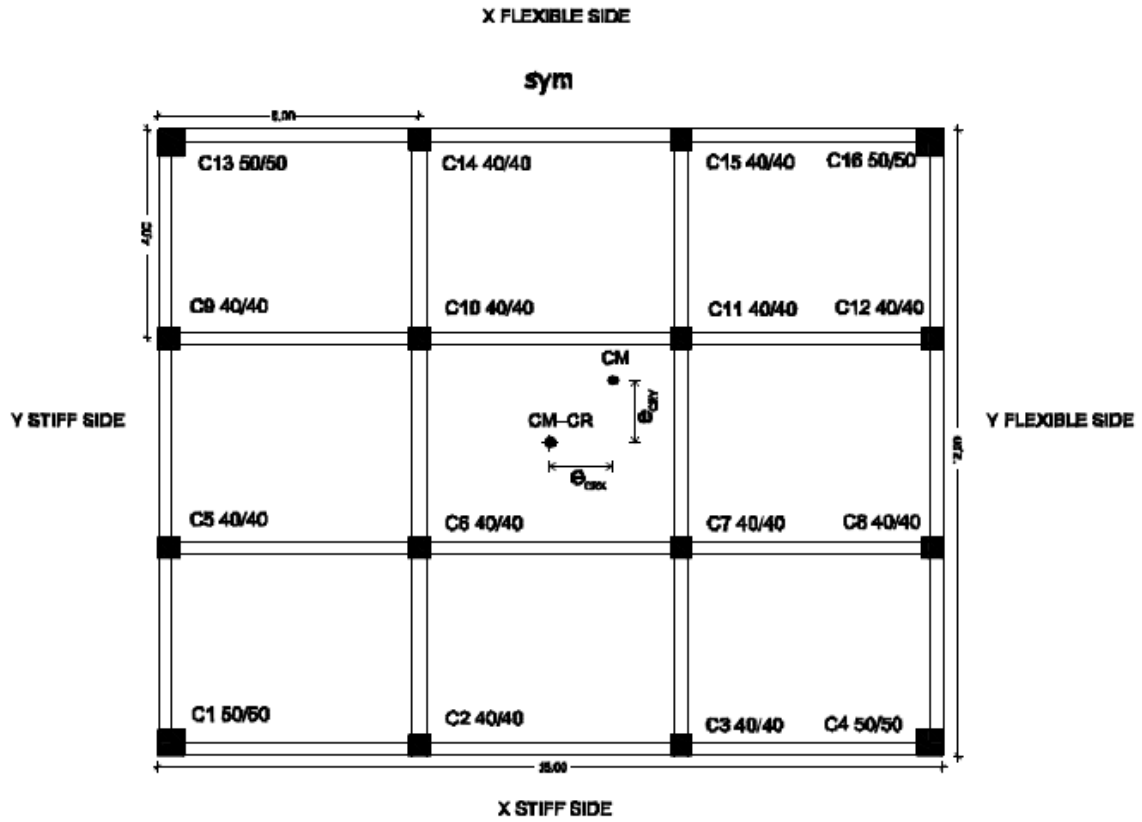 X FLEXIBLE SIDE
sym
C13 50/50
C14 40/40
C15 40/40
C16 50/50
C9 40/40
C10 40/40
C11 40/40
C12 40/40
CM
eCRY
Y STIFF SIDE
CM-CR
Y FLEXIBLE SIDE
eCRX
C5 40/40
C6 40/40
C7 40/40
C8 40/40
C1 50/50
C2 40/40
C3 40/40
C4 50/50
X STIFF SIDE